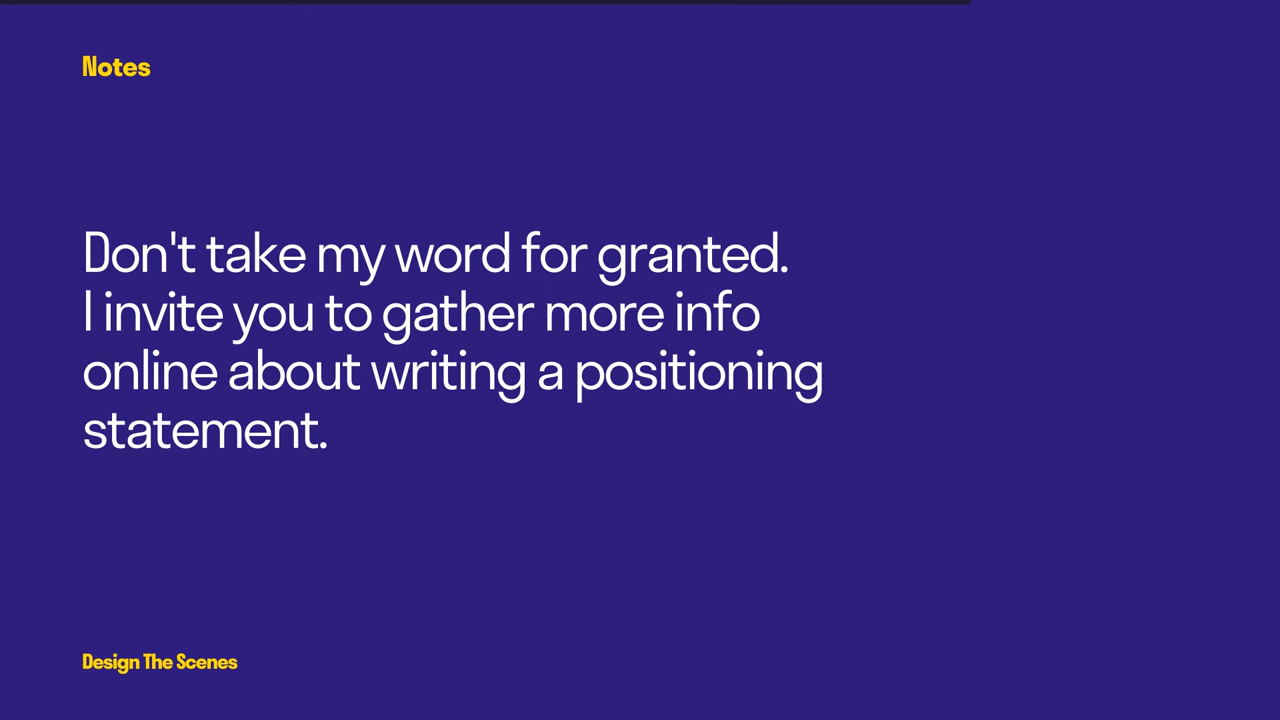 Notes
Don't take my word for granted.
I invite you to gather more info
online about writing a positioning
statement.
Design The Scenes